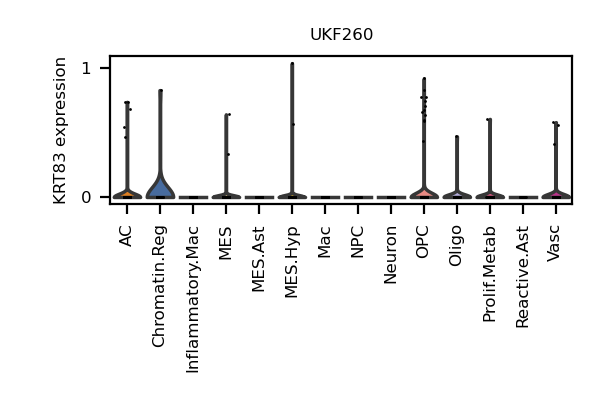 UKF260
KRT83 expression
1
0
AC
Chromatin.Reg
Inflammatory.Mac
MES
MES.Ast
MES.Hyp
Mac
NPC
Neuron
OPC
Oligo
Prolif.Metab
Reactive.Ast
Vasc